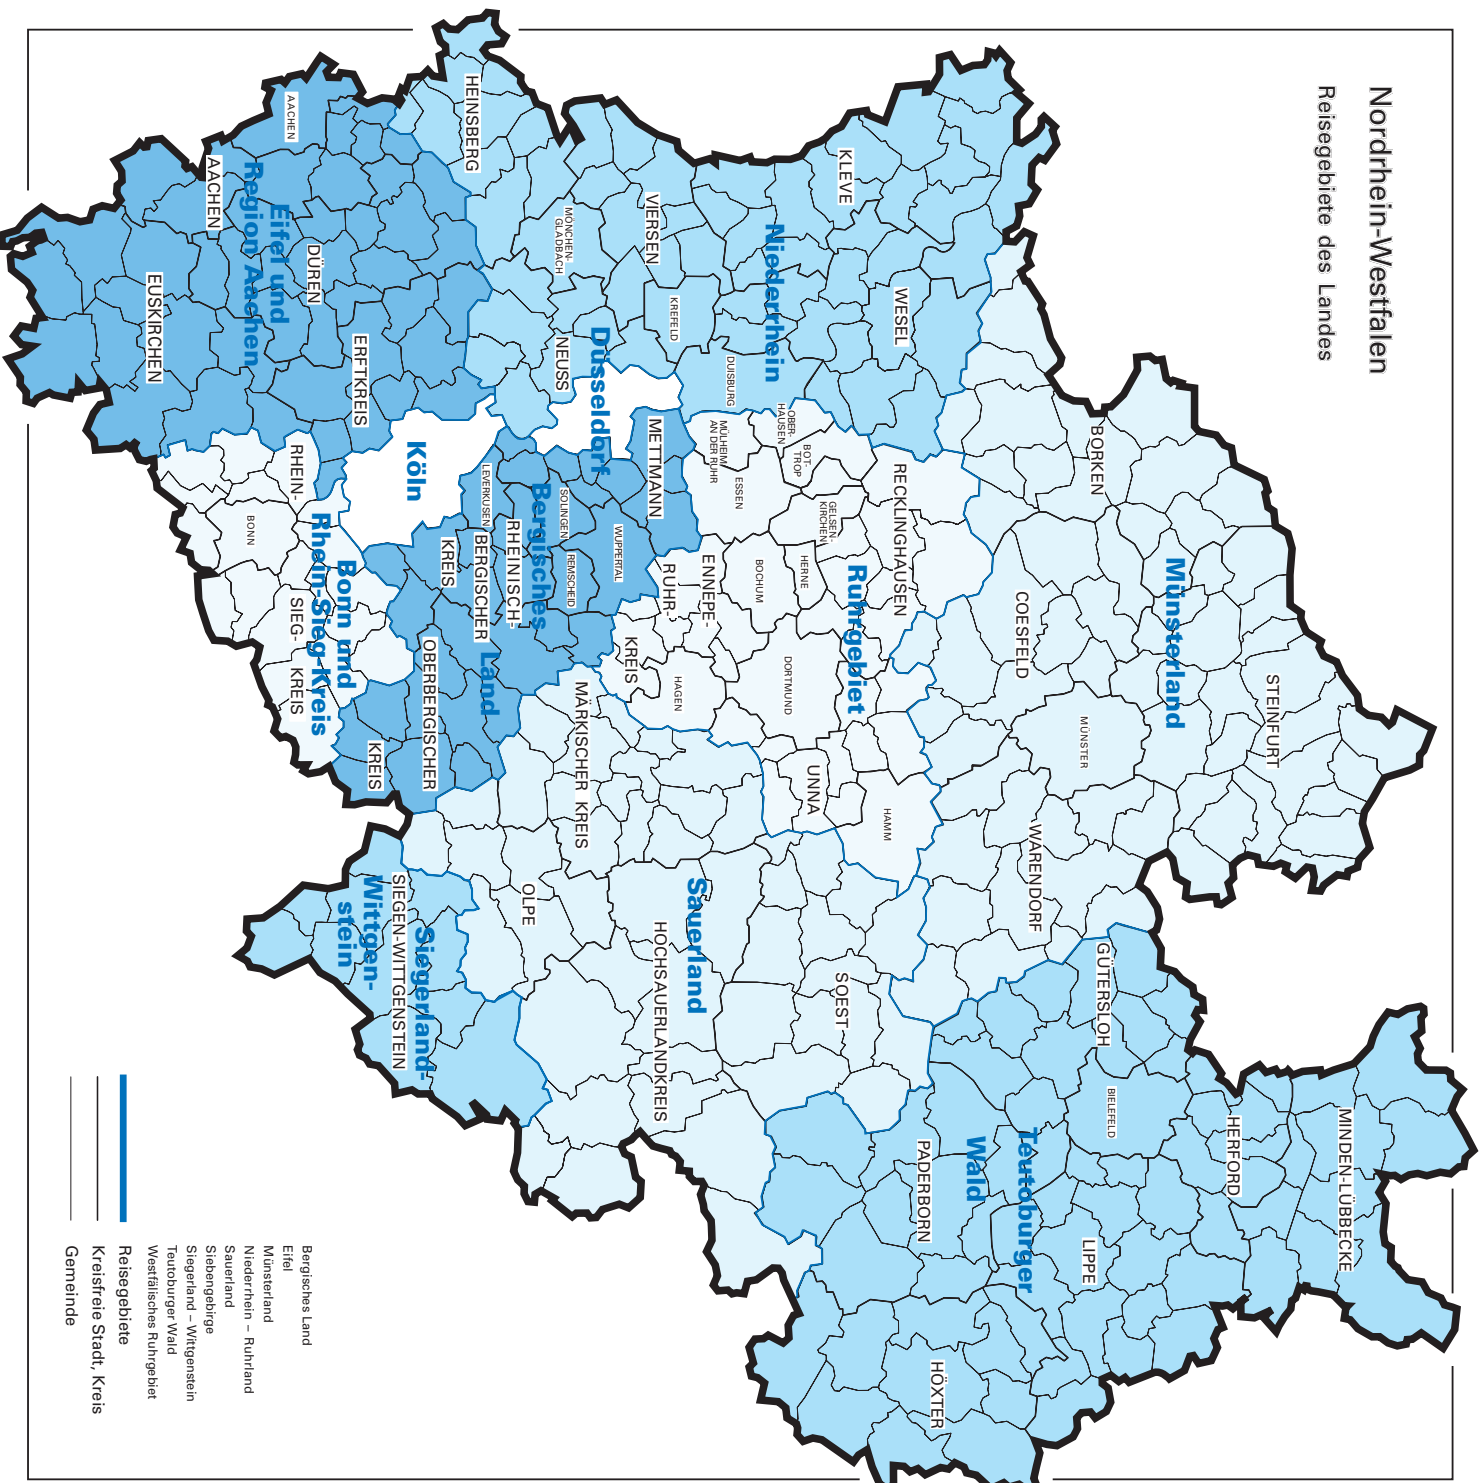 Nordrhein-Westfalen
Reisegebiete des Landes
STEINFURT
Münsterland
BORKEN
MÜNSTER
COESFELD
WARENDORF
MINDEN-LÜBBECKE
HERFORD
GÜTERSLOH
BIELEFELD
LIPPE
Teutoburger
Wald
PADERBORN
HÖXTER
KLEVE
WESEL
Niederrhein
DUISBURG
KREFELD
VIERSEN
MÖNCHEN-
GLADBACH
NEUSS
HEINSBERG
RECKLINGHAUSEN
Ruhrgebiet
OBER-
HAUSEN
BOT-
TROP
GELSEN-
KIRCHEN
MÜLHEIM
AN DER RUHR
ESSEN
HERNE
BOCHUM
DORTMUND
HAMM
UNNA
ENNEPE-
RUHR-
KREIS
HAGEN
SOEST
Sauerland
HOCHSAUERLANDKREIS
MÄRKISCHER KREIS
OLPE
Düsseldorf
METTMANN
WUPPERTAL
SOLINGEN
REMSCHEID
Bergisches
Land
LEVERKUSEN
RHEINISCH-
BERGISCHER
KREIS
OBERBERGISCHER
KREIS
Köln
Siegerland-
Wittgen-
stein
SIEGEN-WITTGENSTEIN
Bonn und
Rhein-Sieg-Kreis
RHEIN-
SIEG-
KREIS
BONN
ERFTKREIS
DÜREN
Eifel und
Region Aachen
AACHEN
AACHEN
EUSKIRCHEN
Bergisches Land
Eifel
Münsterland
Niederrhein – Ruhrland
Sauerland
Siebengebirge
Siegerland – Wittgenstein
Teutoburger Wald
Westfälisches Ruhrgebiet
Reisegebiete
Kreisfreie Stadt, Kreis
Gemeinde